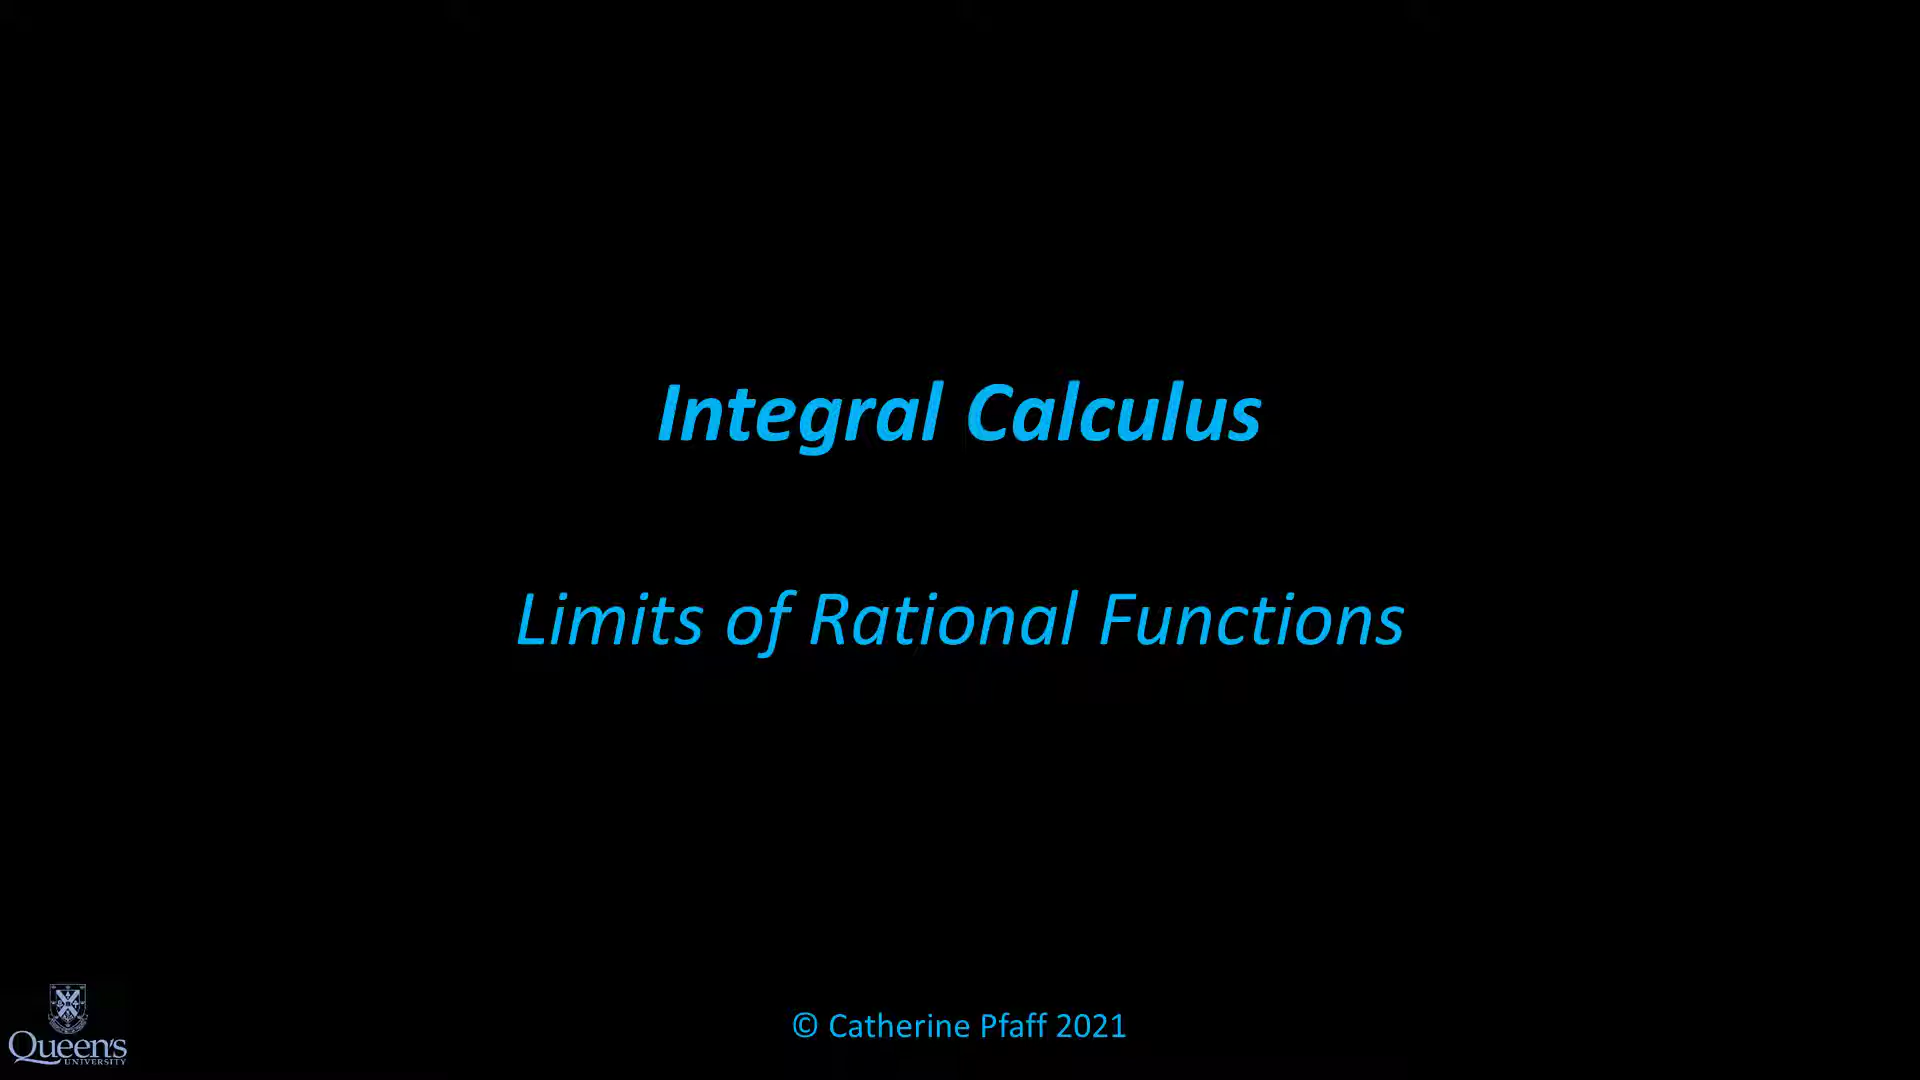 Integral Calculus
Limits of Rational Functions
© Catherine Pfaff 2021
Queen's
UNIVERSITY